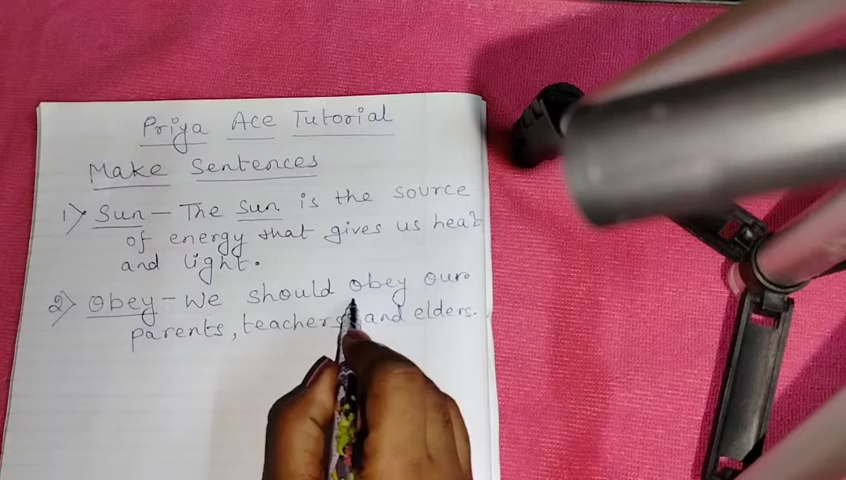 Priya Ace Tutorial
Make Sentences
1) Sun - The sun is the source
of energy that gives us heat
and light.
2) Obey - We should obey our
parents, teachers and elders.